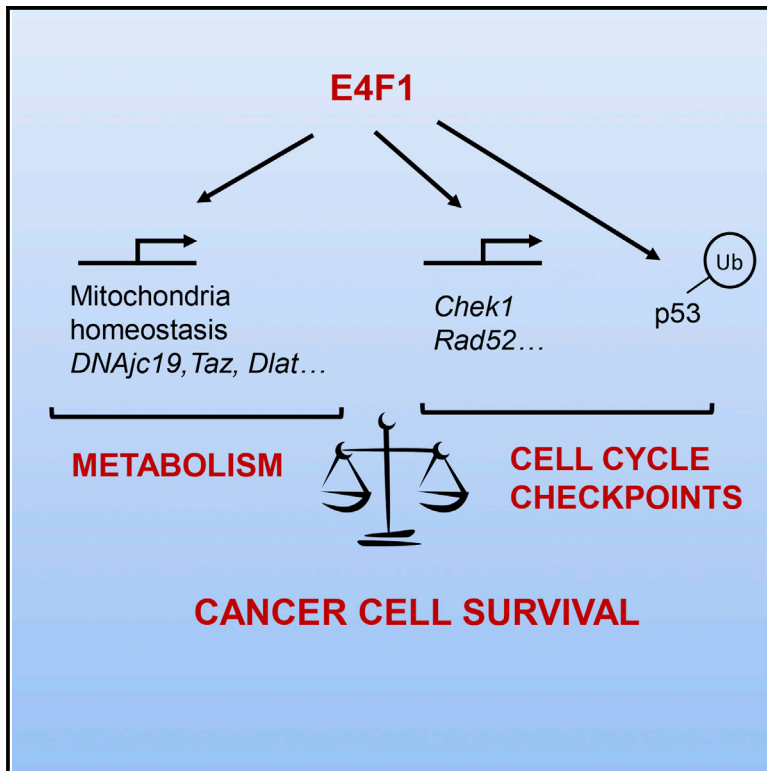 E4F1
Mitochondria
homeostasis
DNAjc19,Taz, Dlat...
Chek1
Rad52...
Ub
p53
METABOLISM
CELL CYCLE
CHECKPOINTS
CANCER CELL SURVIVAL